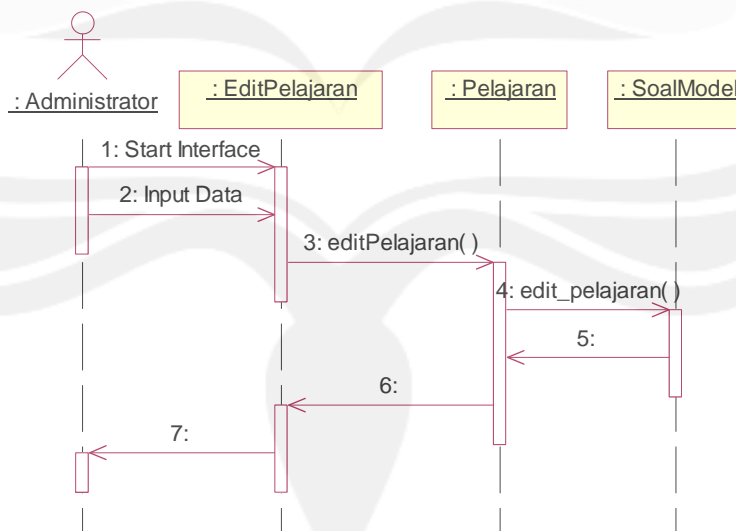 : Administrator
: EditPelajaran
: Pelajaran
: SoalModel
1: Start Interface
2: Input Data
3: editPelajaran( )
4: edit_pelajaran( )
5:
6:
7: